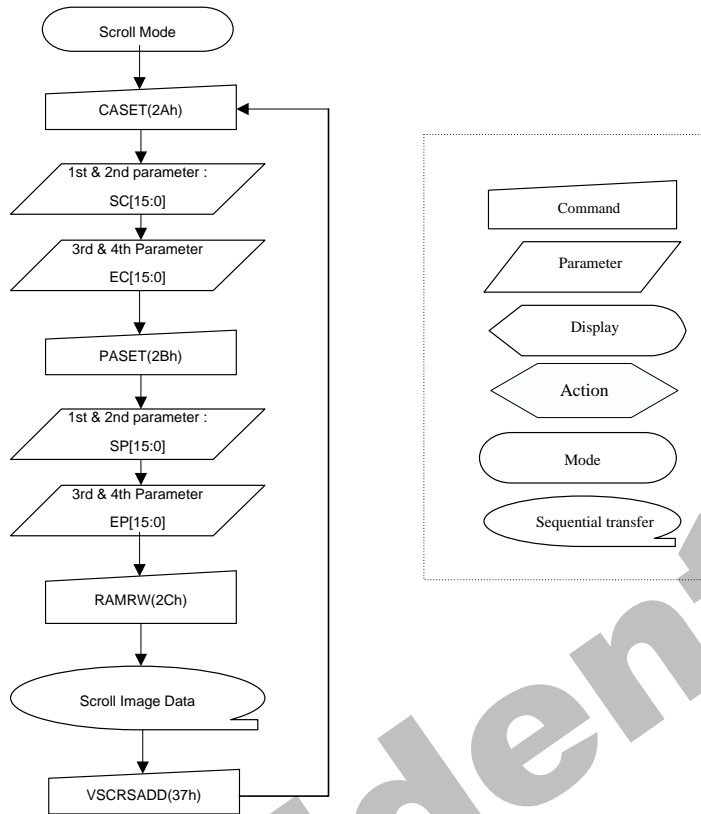 Scroll Mode
CASET(2Ah)
1st & 2nd parameter :
SC[15:0]
3rd & 4th Parameter
EC[15:0]
PASET(2Bh)
1st & 2nd parameter :
SP[15:0]
3rd & 4th Parameter
EP[15:0]
RAMRW(2Ch)
Scroll Image Data
VSCRSADD(37h)
Command
Parameter
Display
Action
Mode
Sequential transfer